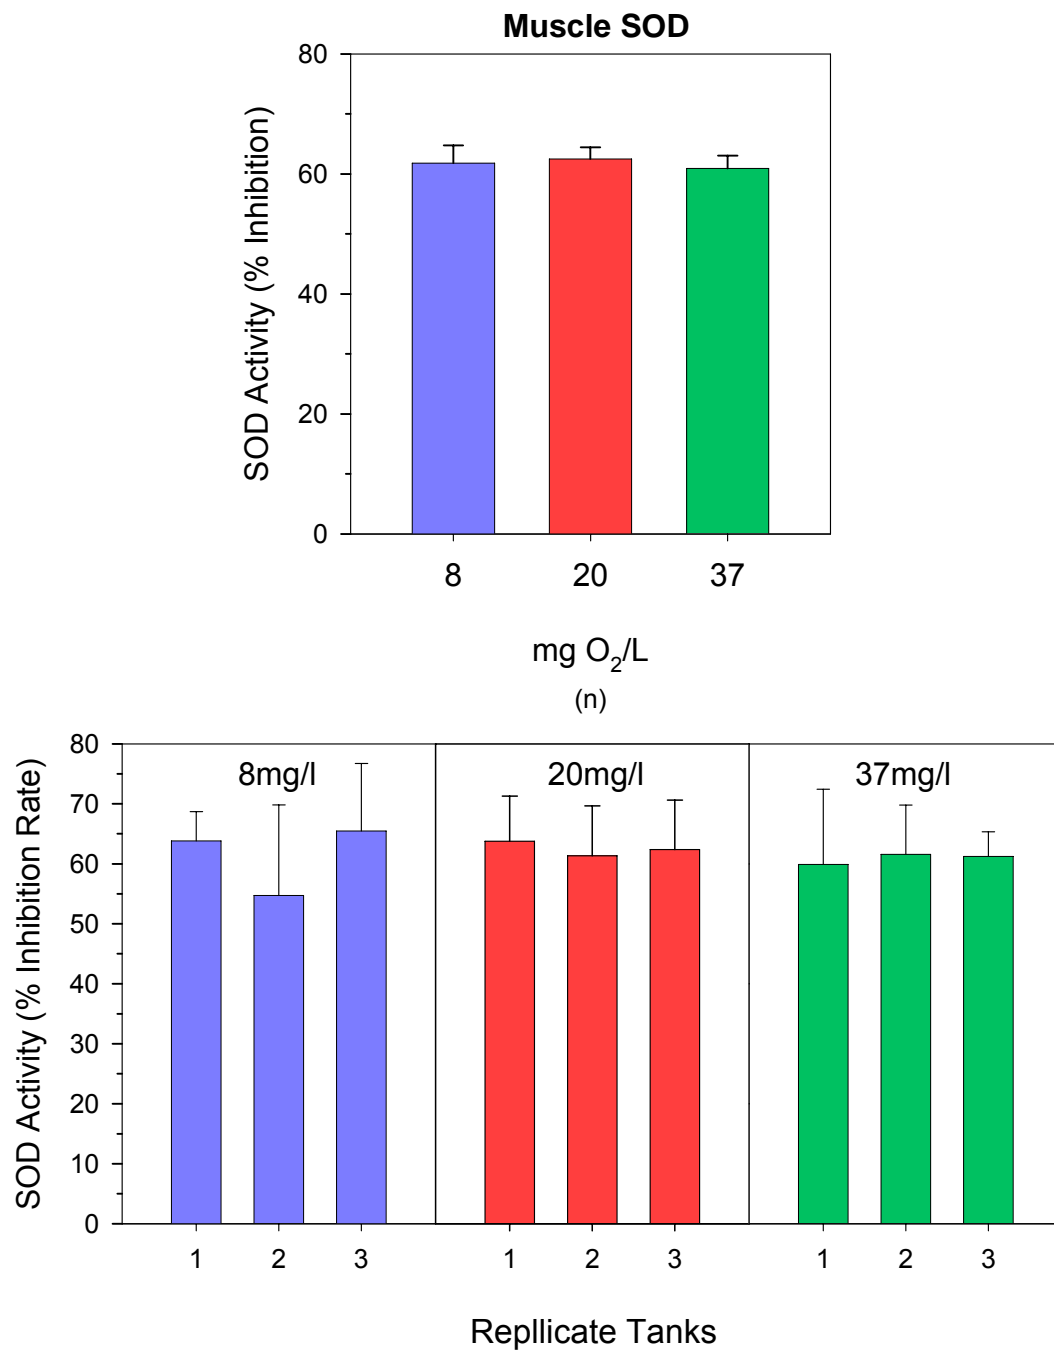 Muscle SOD
SOD Activity (% Inhibition)
80
60
40
20
0
8 20 37
mg O₂/L
(n)
SOD Activity (% Inhibition Rate)
80
70
60
50
40
30
20
10
0
8mg/l 20mg/l 37mg/l
1 2 3 1 2 3 1 2 3
Repllicate Tanks